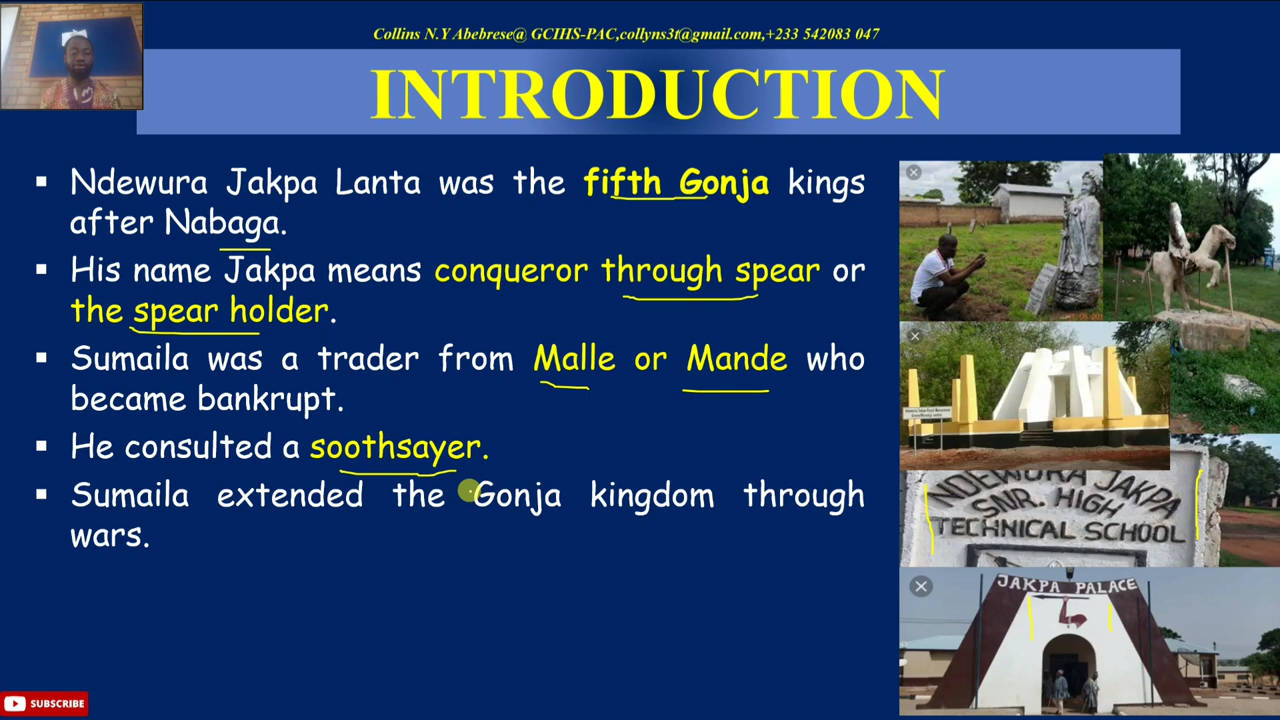 Collins N.Y Abebrese@ GCIHS-PAC,collyns3t@gmail.com,+233 542083 047
INTRODUCTION
▪ Ndewura Jakpa Lanta was the fifth Gonja kings
after Nabaga.
▪ His name Jakpa means conqueror through spear or
the spear holder.
▪ Sumaila was a trader from Malle or Mande who
became bankrupt.
▪ He consulted a soothsayer.
▪ Sumaila extended the Gonja kingdom through
wars.
NDEWURA JAKPA
SNR. HIGH
TECHNICAL SCHOOL
JAKPA PALACE
SUBSCRIBE